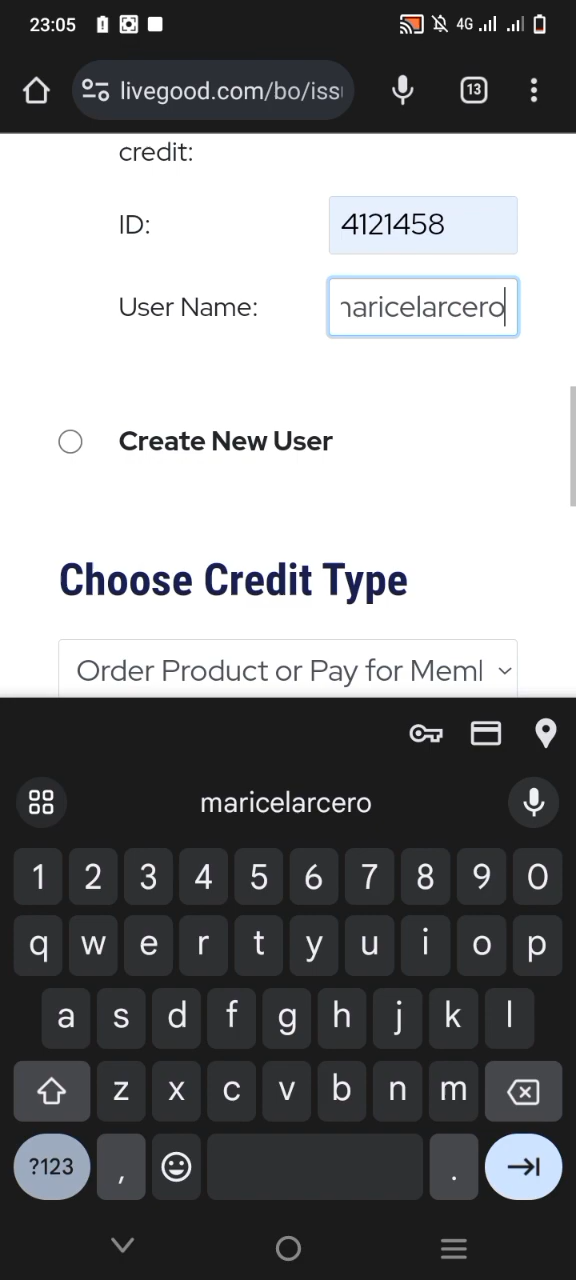 23:05
4G
livegood.com/bo/iss
13
credit:
ID:
4121458
User Name:
maricelarcero
Create New User
Choose Credit Type
Order Product or Pay for Meml
maricelarcero
1 2 3 4 5 6 7 8 9 0
q w e r t y u i o p
a s d f g h j k l
z x c v b n m
?123 , .